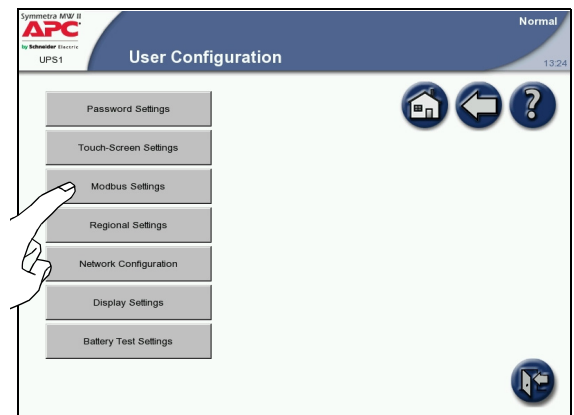 Symmetra MW II
APC
by Schneider Electric
UPS1
User Configuration
Normal
13:24
Password Settings
Touch-Screen Settings
Modbus Settings
Regional Settings
Network Configuration
Display Settings
Battery Test Settings
?